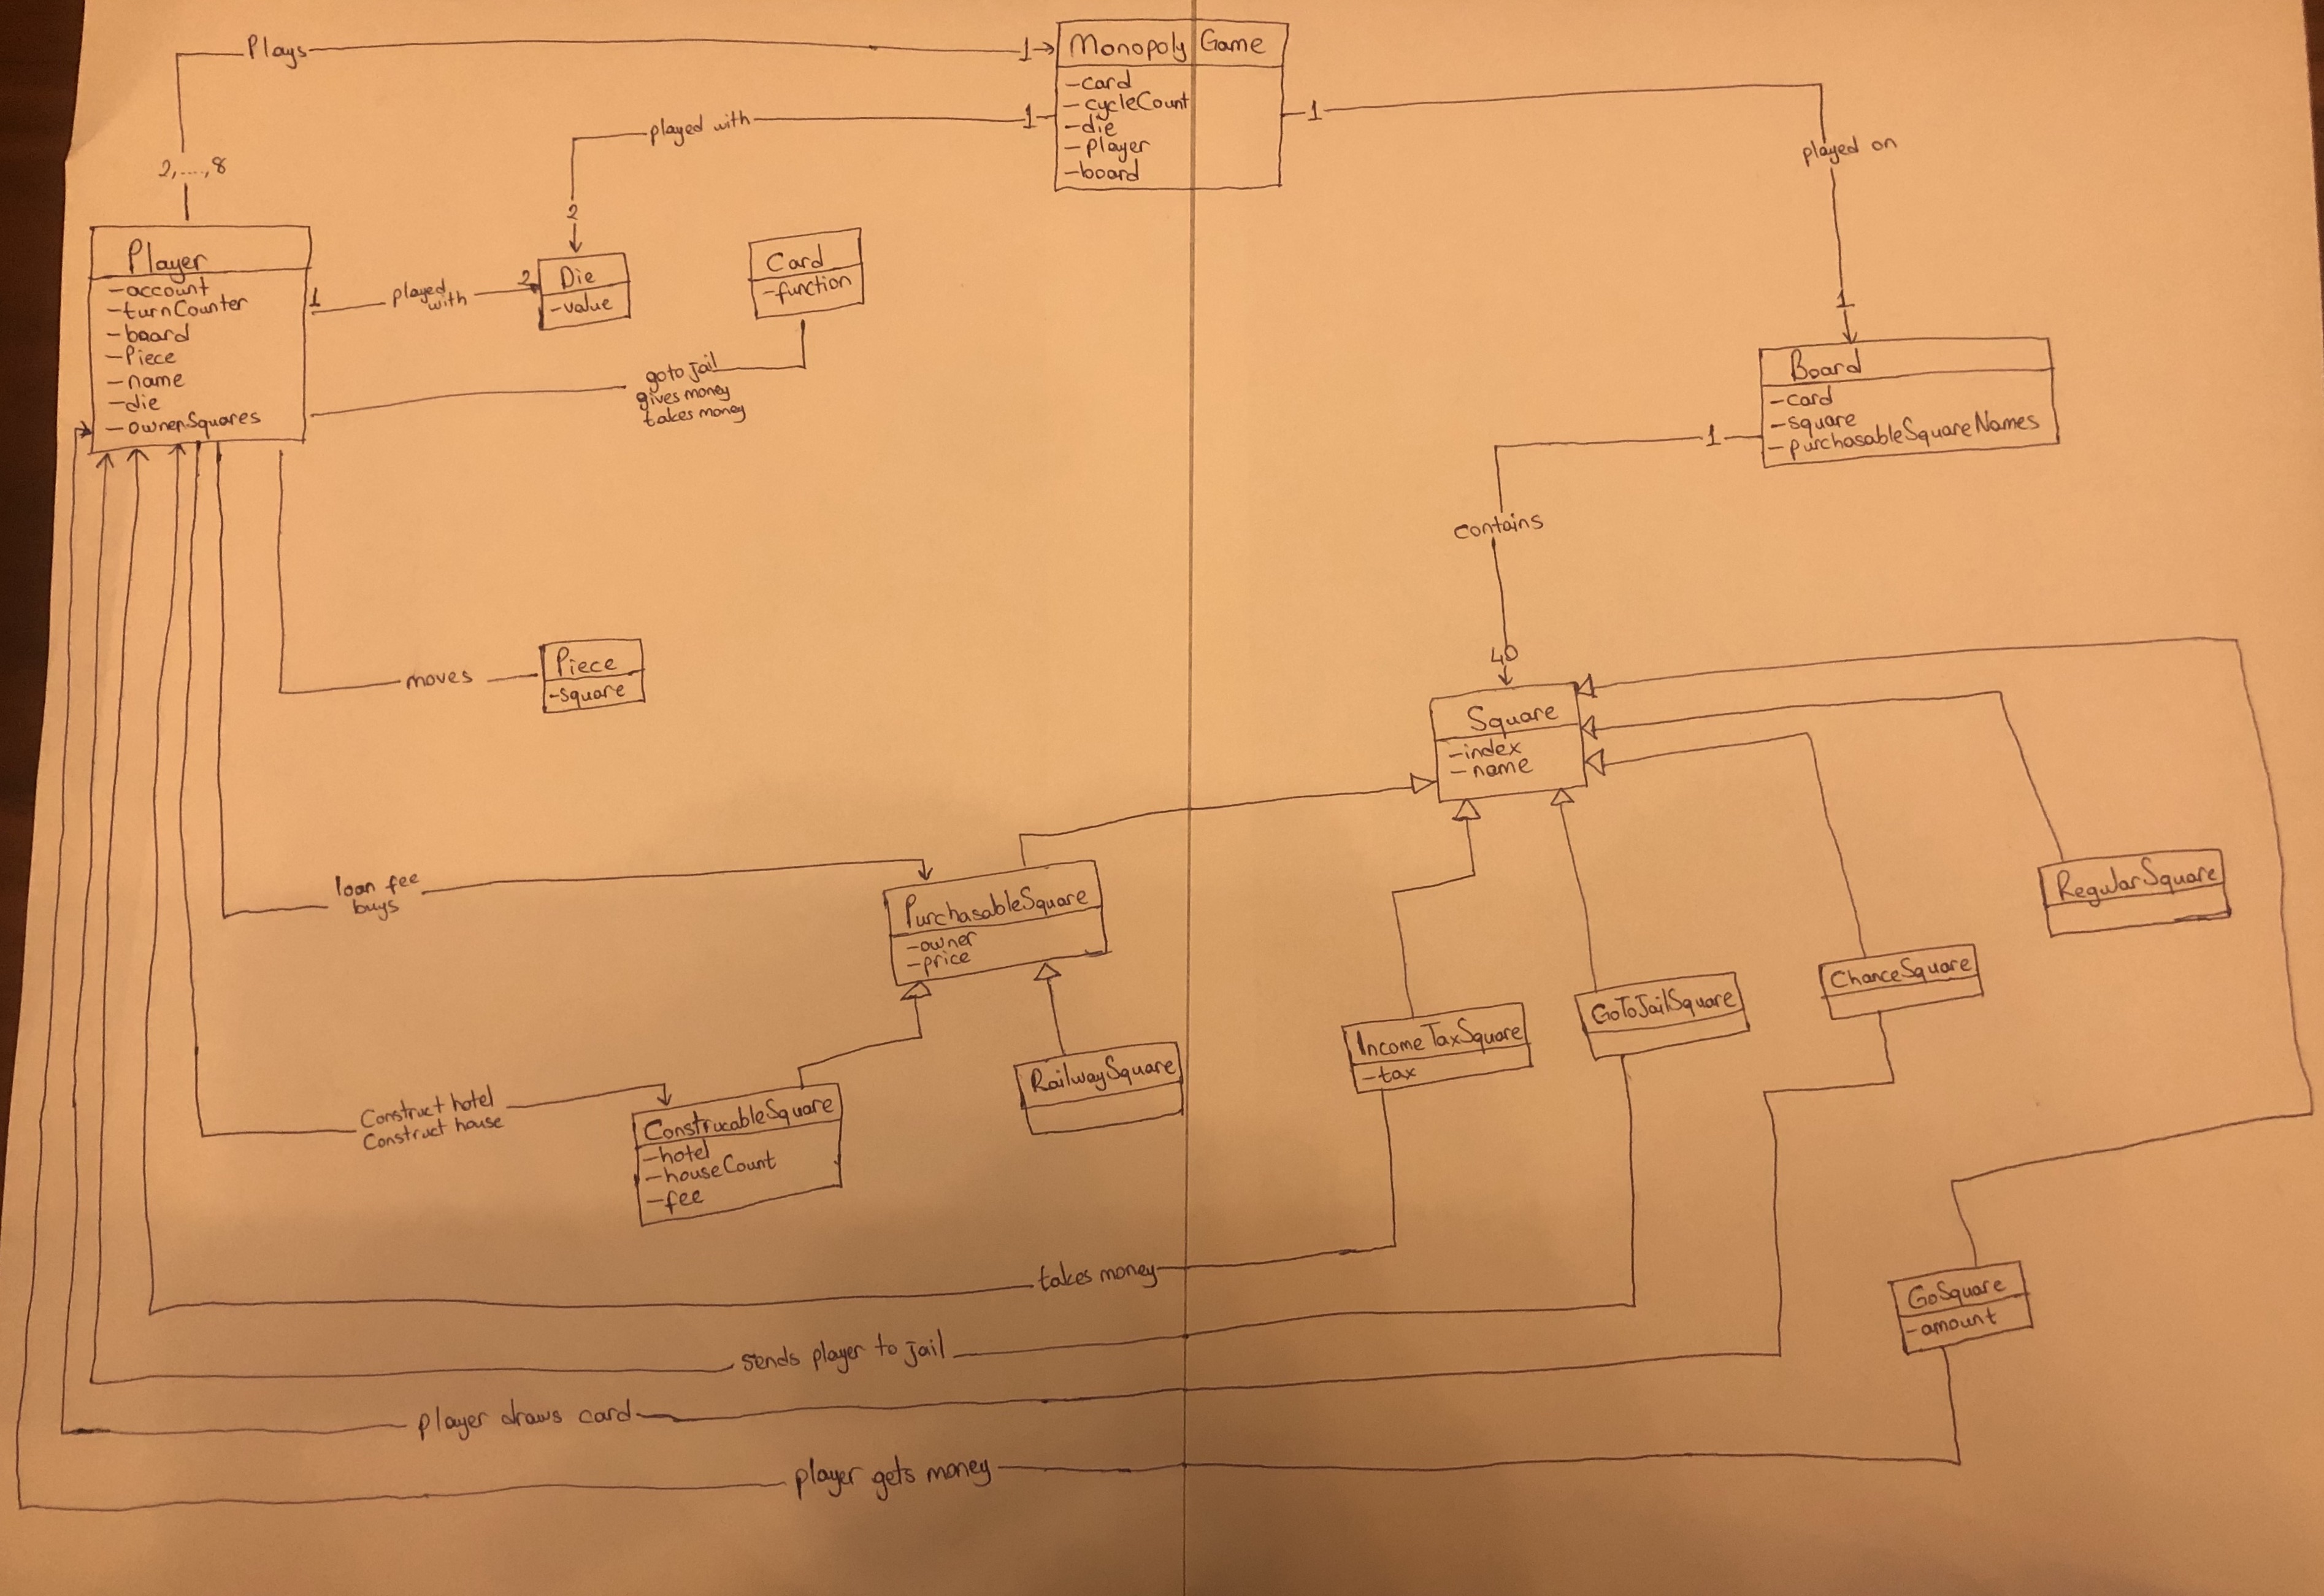 Plays
1
Monopoly Game
-card
-cycleCount
-die
-player
-board
1
played with
1
played on
2,....,8
2
1
Player
-account
-turnCounter
-board
-Piece
-name
-die
-ownerSquares
1
played
with
2
Die
-value
Card
-function
goto jail
gives money
takes money
Board
-card
-square
-purchasableSquareNames
1
contains
40
moves
Piece
-square
Square
-index
-name
loan fee
buys
PurchasableSquare
-owner
-price
RegularSquare
ChanceSquare
GoToJailSquare
IncomeTaxSquare
-tax
RailwaySquare
Construct hotel
Construct house
ConstrucableSquare
-hotel
-houseCount
-fee
takes money
GoSquare
-amount
sends player to jail
player draws card
player gets money